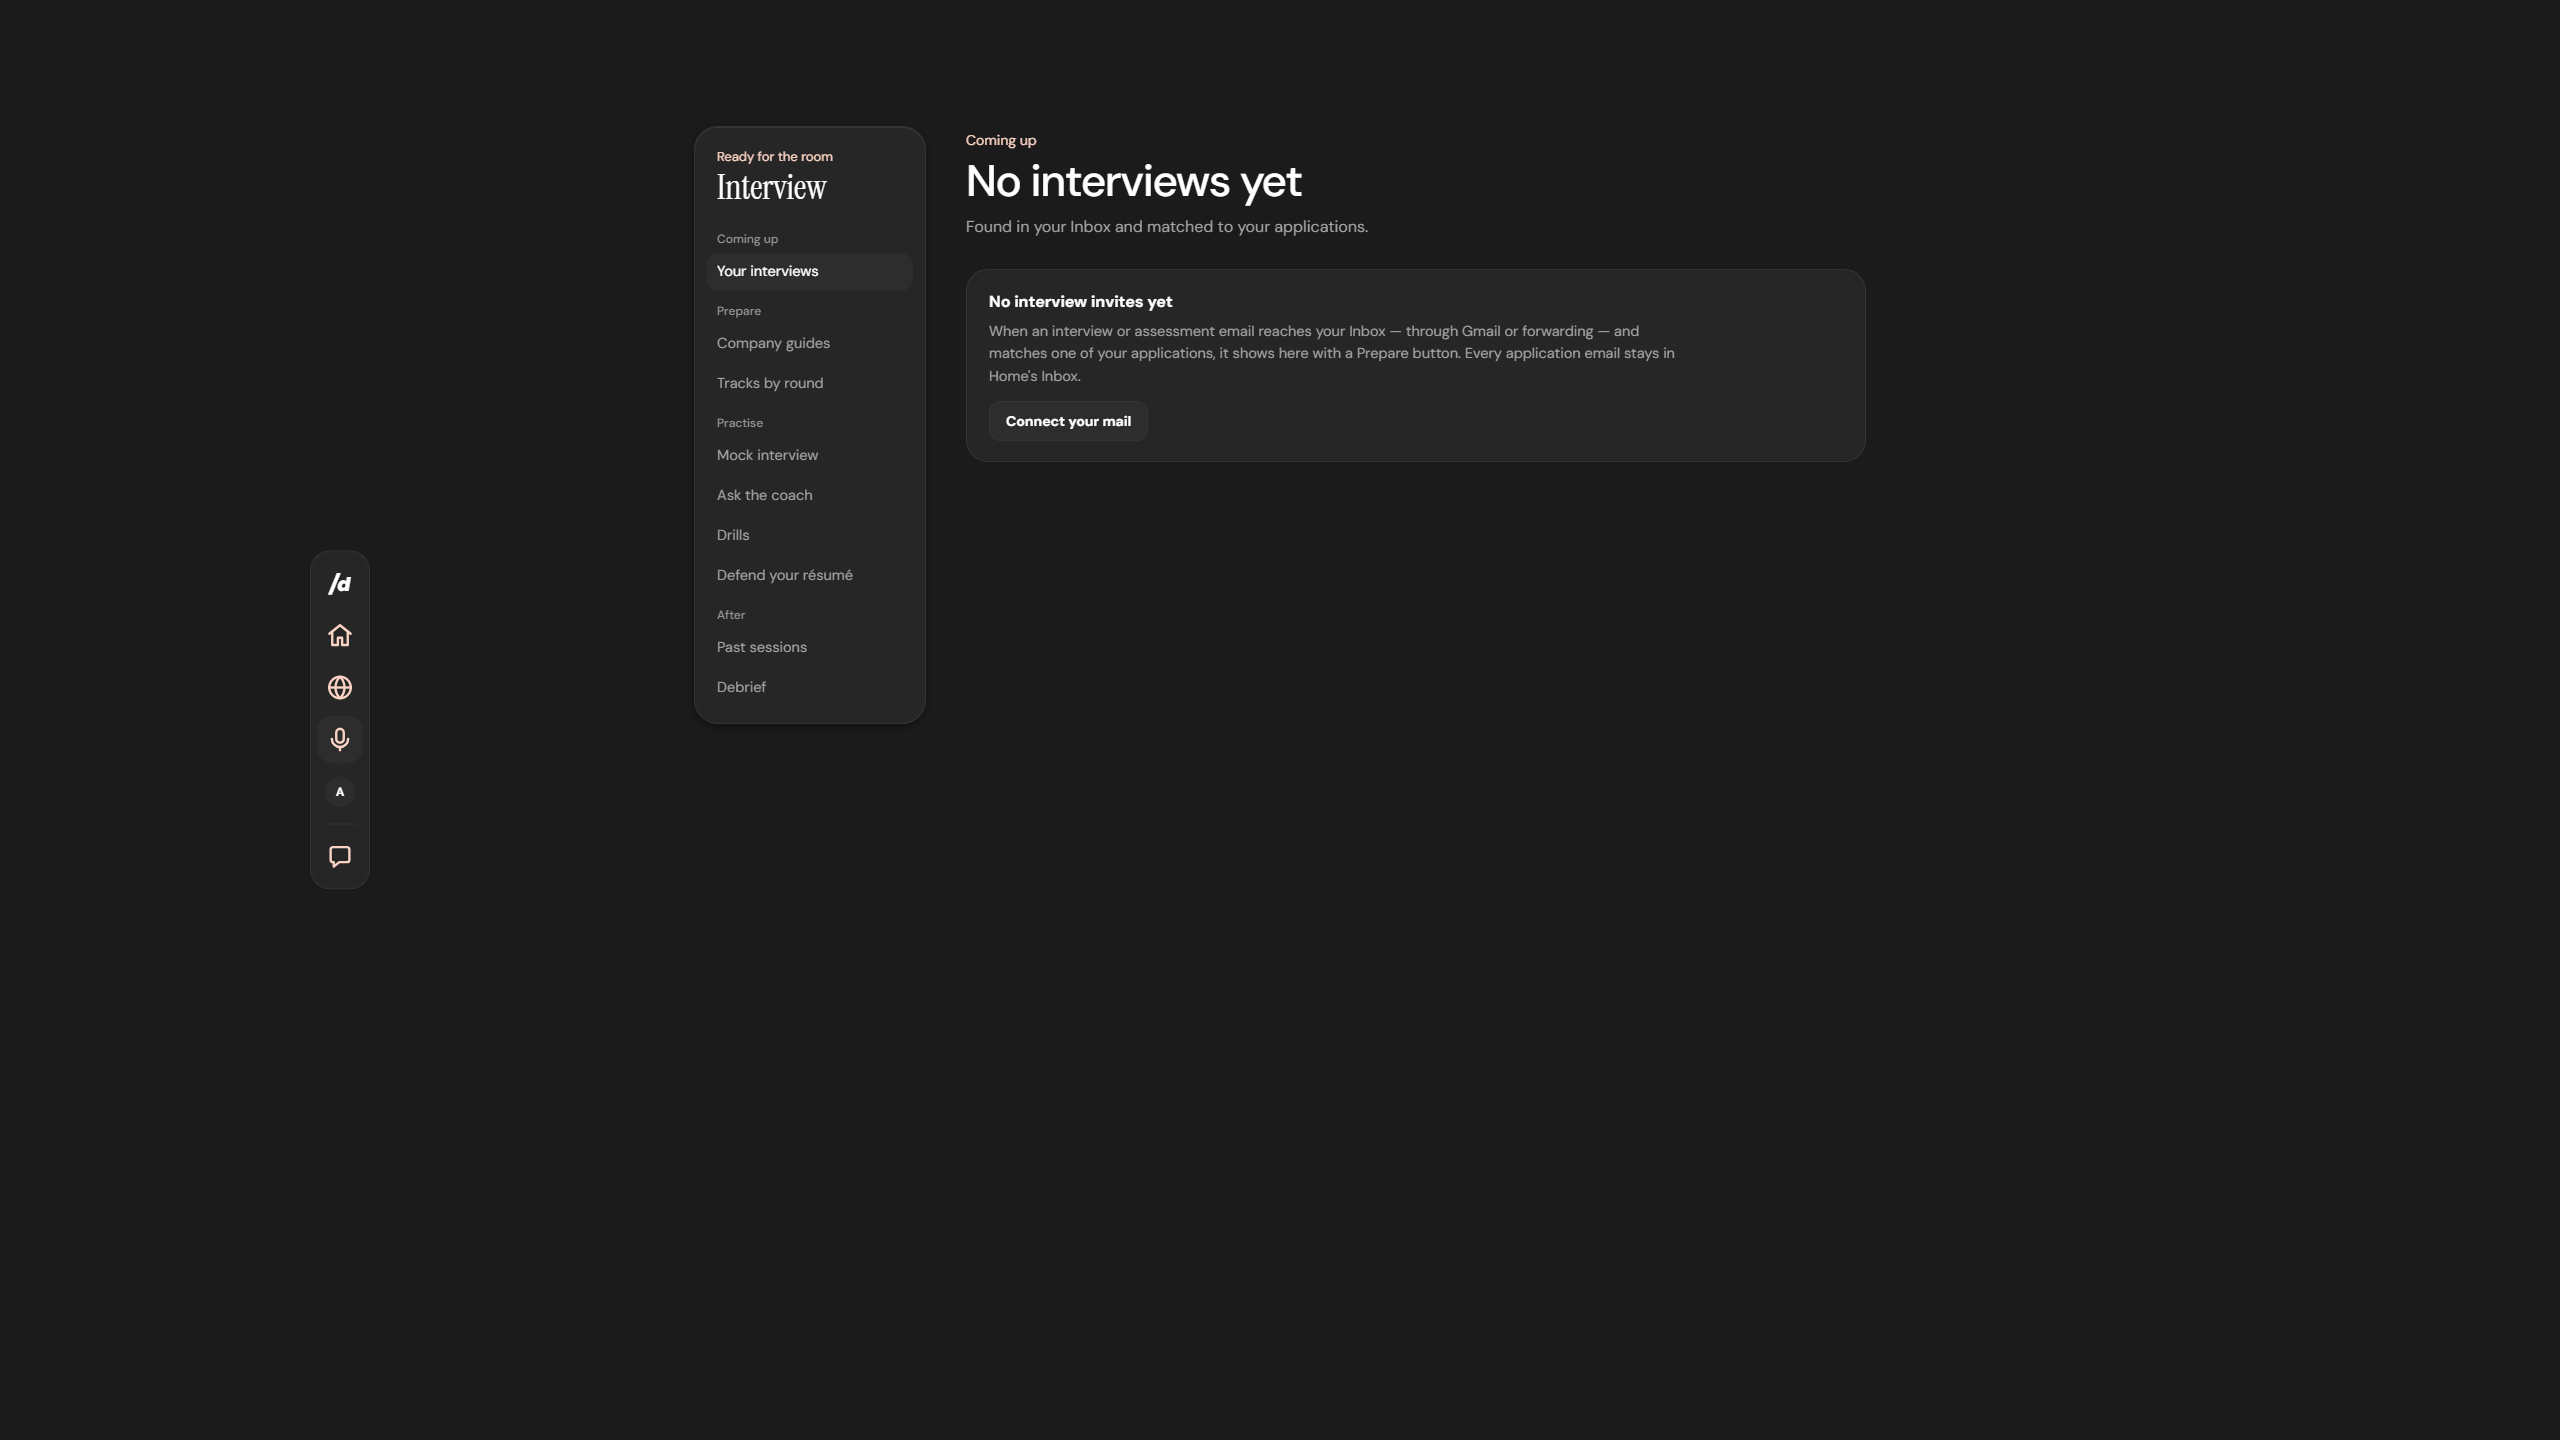 Ready for the room
Interview
Coming up
Your interviews
Prepare
Company guides
Tracks by round
Practise
Mock interview
Ask the coach
Drills
Defend your résumé
After
Past sessions
Debrief
Coming up
No interviews yet
Found in your Inbox and matched to your applications.
No interview invites yet
When an interview or assessment email reaches your Inbox — through Gmail or forwarding — and
matches one of your applications, it shows here with a Prepare button. Every application email stays in
Home's Inbox.
Connect your mail
/d
A